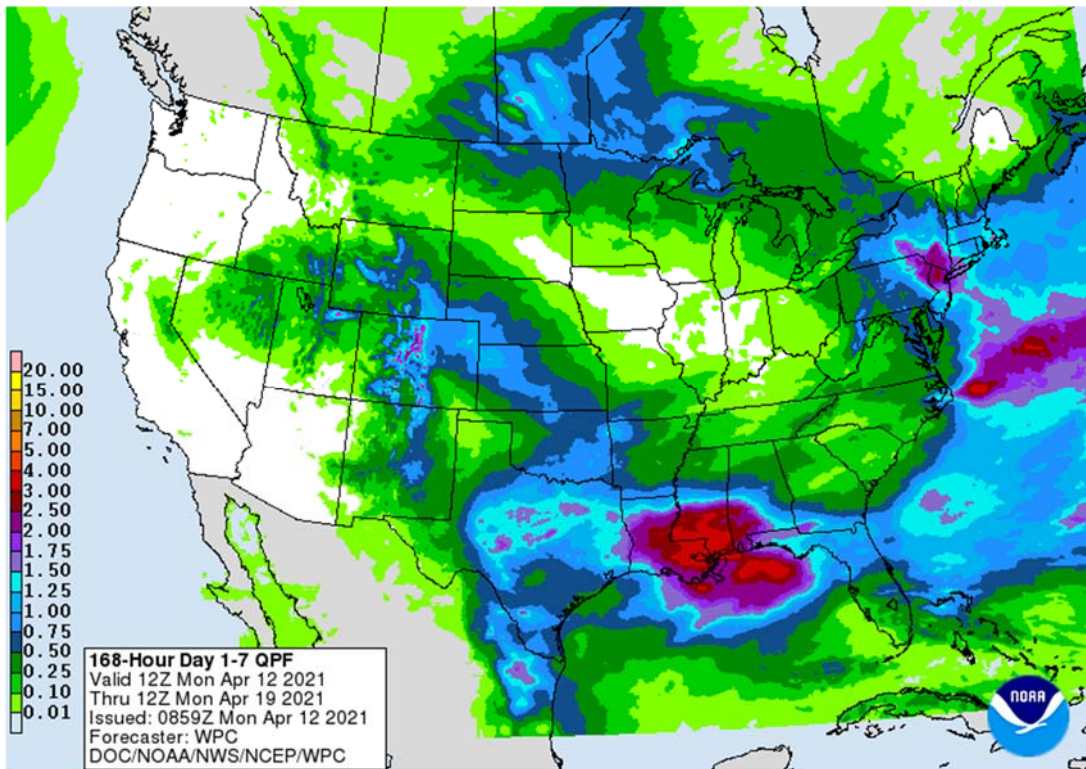 20.00
15.00
10.00
7.00
5.00
4.00
3.00
2.50
2.00
1.75
1.50
1.25
1.00
0.75
0.50
0.25
0.10
0.01
168-Hour Day 1-7 QPF
Valid 12Z Mon Apr 12 2021
Thru 12Z Mon Apr 19 2021
Issued: 0859Z Mon Apr 12 2021
Forecaster: WPC
DOC/NOAA/NWS/NCEP/WPC
NOAA